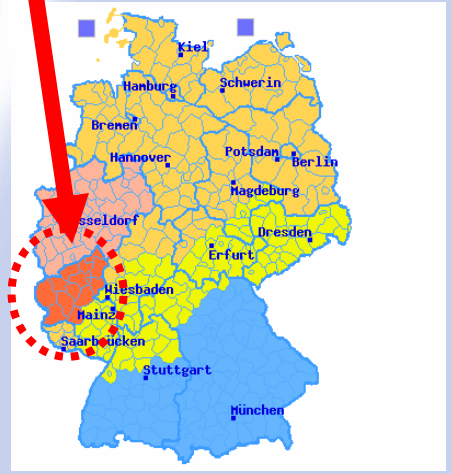 Kiel
Hamburg
Schwerin
Bremen
Hannover
Potsdam
Berlin
Magdeburg
sseldorf
Dresden
Erfurt
Wiesbaden
Mainz
Saarbrücken
Stuttgart
München